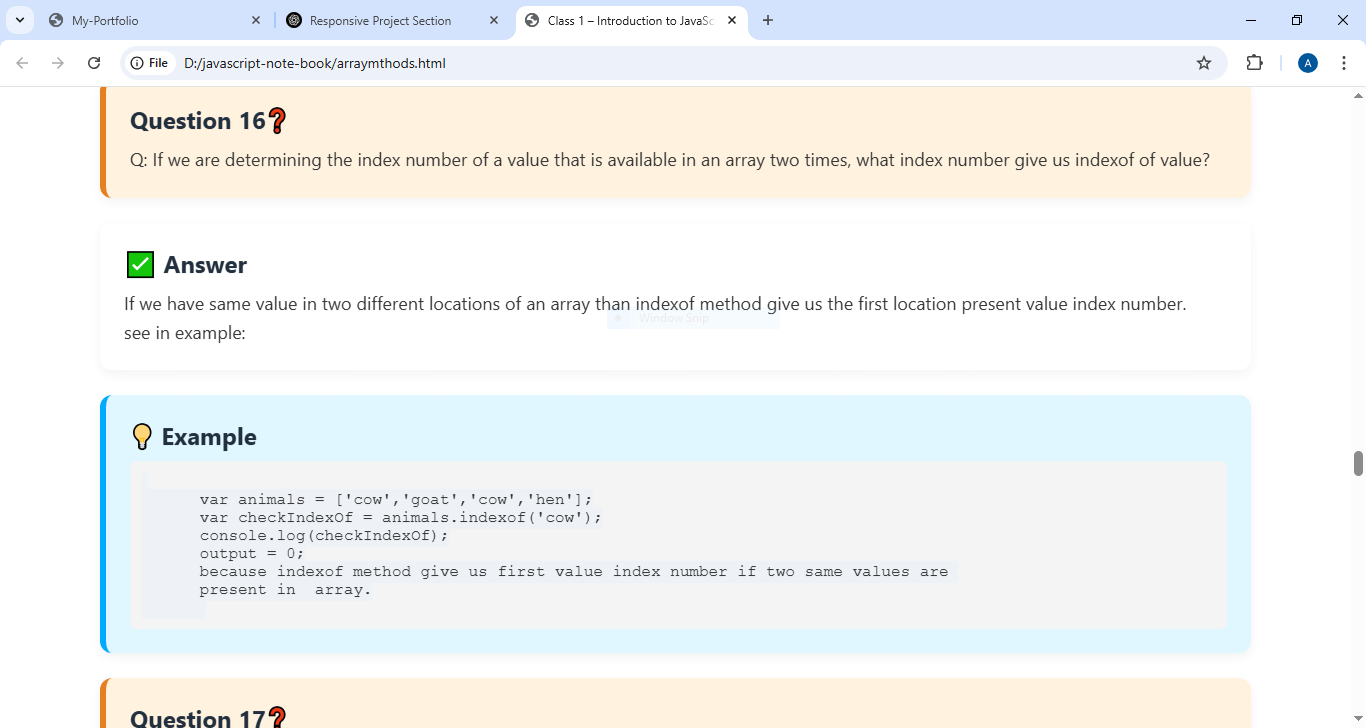 My-Portfolio
Responsive Project Section
Class 1 – Introduction to JavaSc
File
D:/javascript-note-book/arraymthods.html
A
Question 16❓
Q: If we are determining the index number of a value that is available in an array two times, what index number give us indexof of value?
✅ Answer
If we have same value in two different locations of an array than indexof method give us the first location present value index number.
Window Snip
see in example:
💡 Example
var animals = ['cow','goat','cow','hen'];
var checkIndexOf = animals.indexof('cow');
console.log(checkIndexOf);
output = 0;
because indexof method give us first value index number if two same values are
present in  array.
Question 17❓